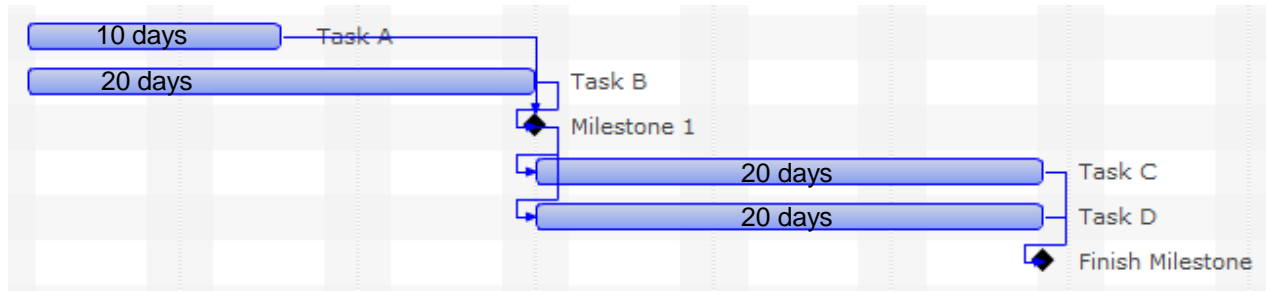 10 days Task A
20 days Task B
Milestone 1
20 days Task C
20 days Task D
Finish Milestone